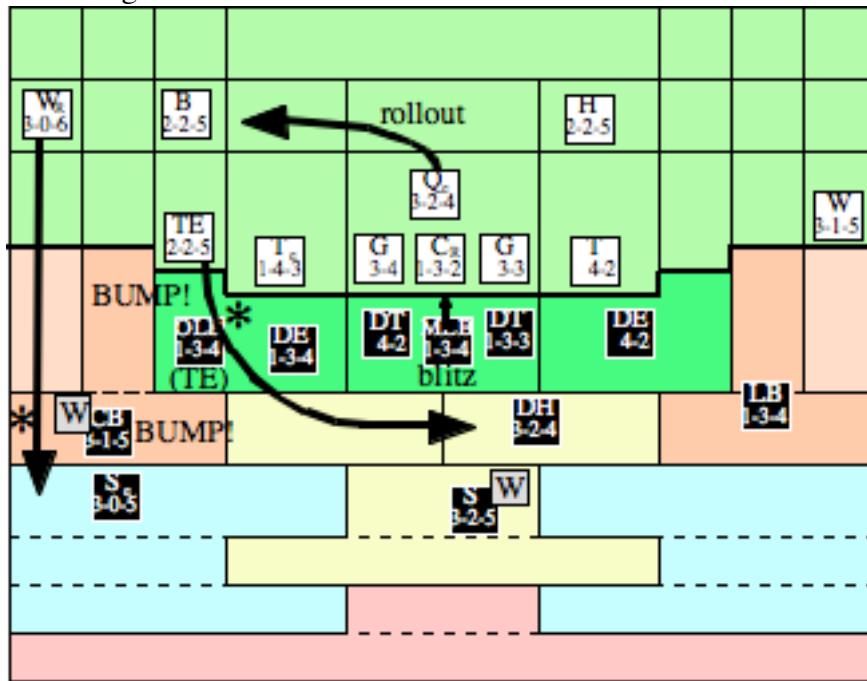 W R
3-0-6
B
2-2-5
rollout
H
2-2-5
Q
3-2-4
W
3-1-5
TE
2-2-5
T
1-4-3
G
3-4
C R
1-3-2
G
3-3
T
4-2
BUMP!
1-3-4
DE
1-3-4
DT
4-2
1-3-4
DT
1-3-3
DE
4-2
(TE)
blitz
LB
1-3-4
W
CB
3-1-5
BUMP!
DH
3-2-4
S
3-0-5
S
3-2-5
W